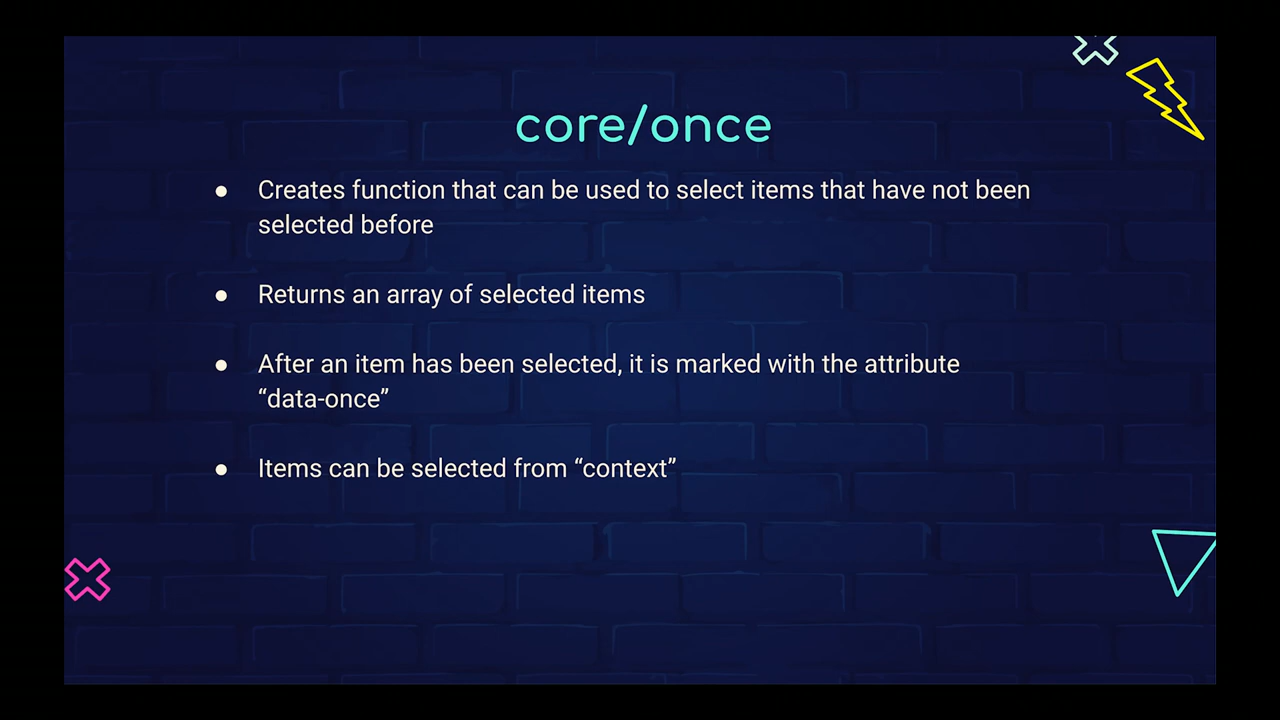 core/once
● Creates function that can be used to select items that have not been
selected before
● Returns an array of selected items
● After an item has been selected, it is marked with the attribute
“data-once”
● Items can be selected from “context”